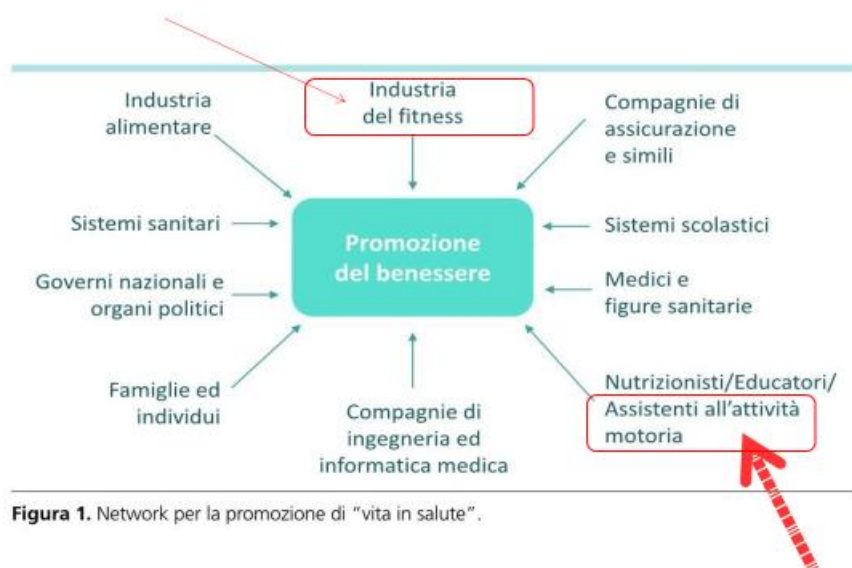 Industria
alimentare
Industria
del fitness
Compagnie di
assicurazione
e simili
Sistemi sanitari
Promozione
del benessere
Sistemi scolastici
Governi nazionali e
organi politici
Medici e
figure sanitarie
Famiglie ed
individui
Compagnie di
ingegneria ed
informatica medica
Nutrizionisti/Educatori/
Assistenti all’attività
motoria
Figura 1. Network per la promozione di “vita in salute”.